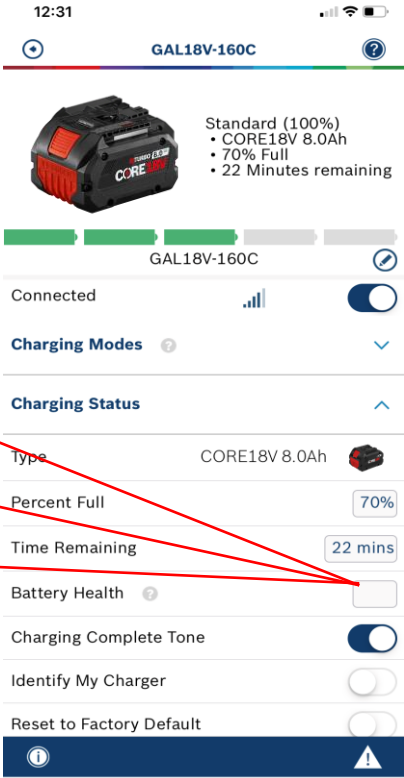 12:31
GAL18V-160C
?
Standard (100%)
• CORE18V 8.0Ah
• 70% Full
• 22 Minutes remaining
CORE
GAL18V-160C
Connected
Charging Modes ?
Charging Status
Type CORE18V 8.0Ah
Percent Full 70%
Time Remaining 22 mins
Battery Health ?
Charging Complete Tone
Identify My Charger
Reset to Factory Default